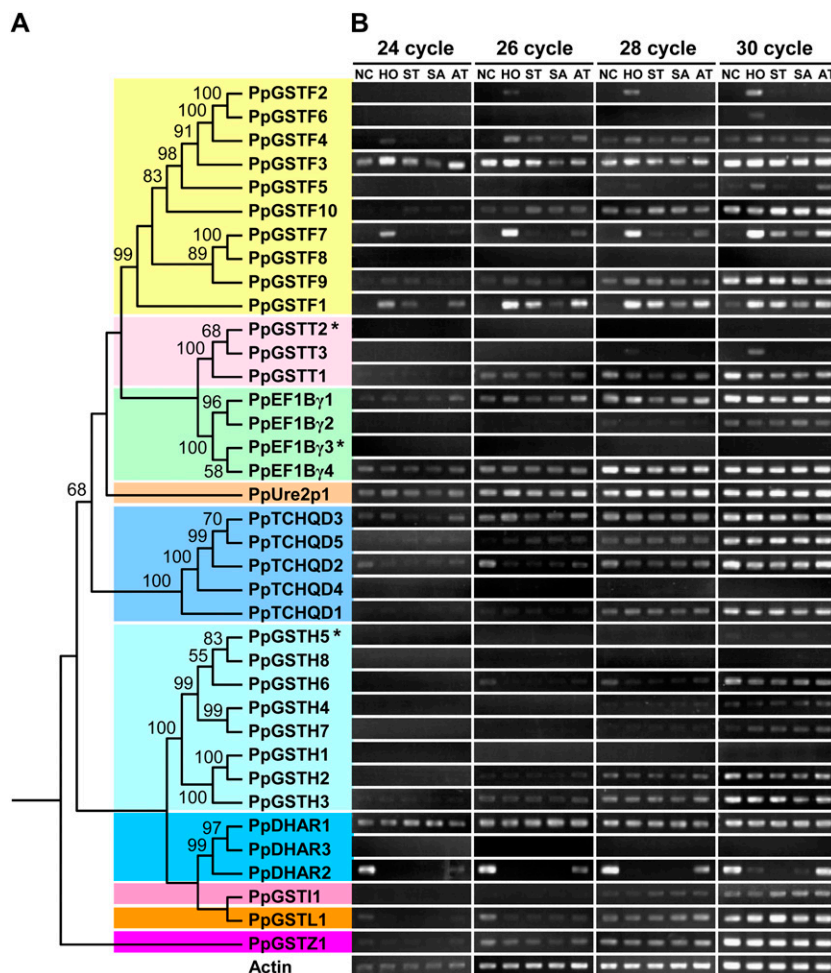 A
B
24 cycle 26 cycle 28 cycle 30 cycle
NC HO ST SA AT NC HO ST SA AT NC HO ST SA AT NC HO ST SA AT
100 PpGSTF2
100 PpGSTF6
91 PpGSTF4
98 PpGSTF3
83 PpGSTF5
PpGSTF10
100 PpGSTF7
99 89 PpGSTF8
PpGSTF9
PpGSTF1
68 PpGSTT2 *
100 PpGSTT3
PpGSTT1
96 PpEF1Bγ1
PpEF1Bγ2
100 PpEF1Bγ3 *
58 PpEF1Bγ4
68 PpUre2p1
70 PpTCHQD3
99 PpTCHQD5
100 PpTCHQD2
100 PpTCHQD4
PpTCHQD1
83 PpGSTH5 *
55 PpGSTH8
99 PpGSTH6
99 PpGSTH4
100 PpGSTH7
100 PpGSTH1
PpGSTH2
100 PpGSTH3
97 PpDHAR1
99 PpDHAR3
PpDHAR2
PpGSTI1
PpGSTL1
PpGSTZ1
Actin